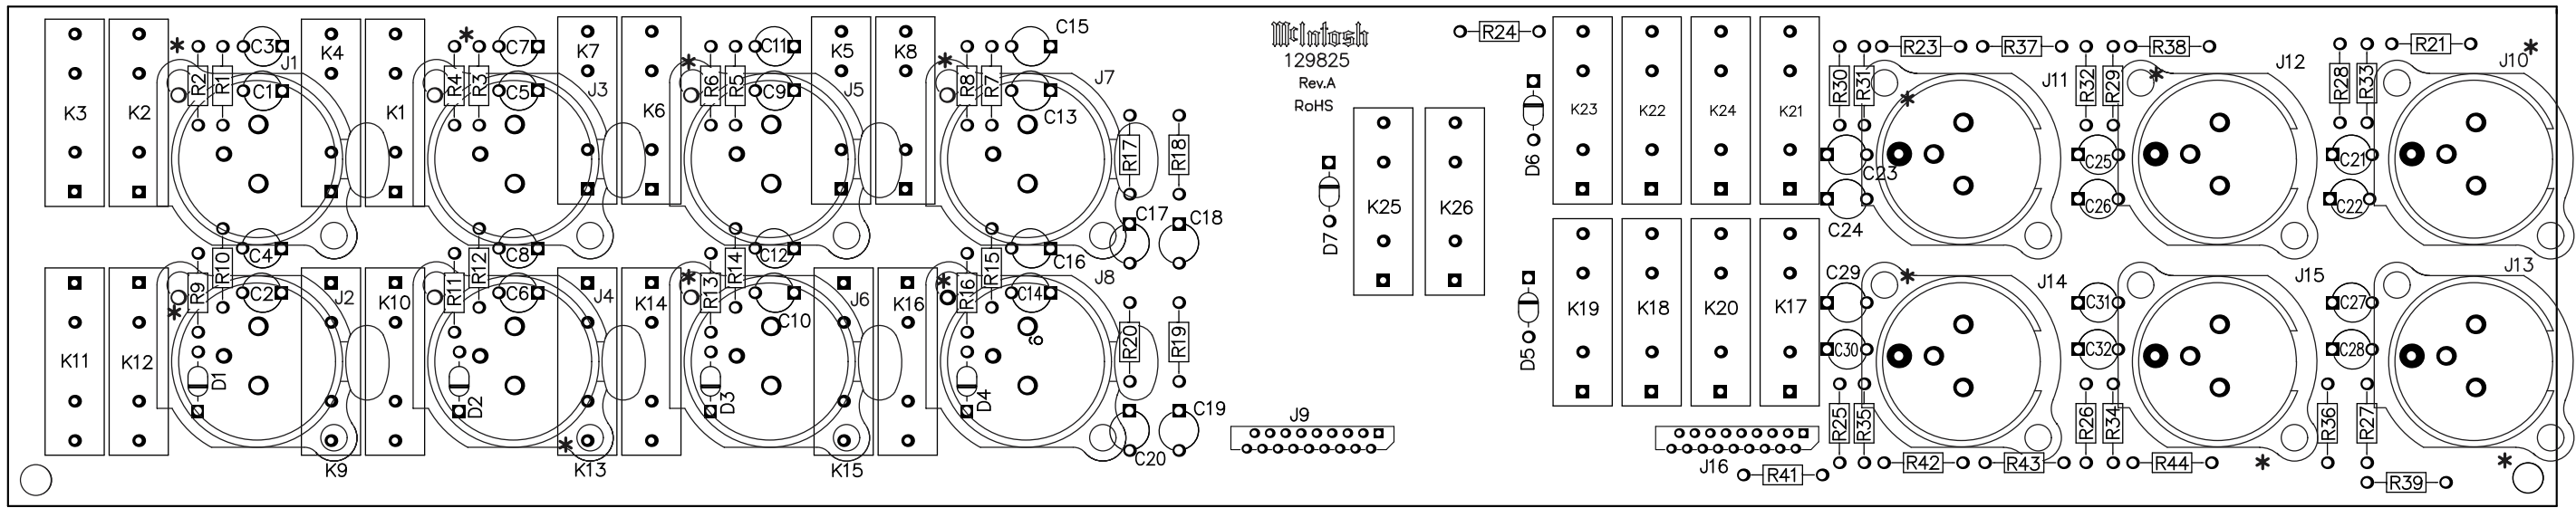 McIntosh
129825
Rev.A
RoHS
K3
K2
*
R2
R1
C3
C1
J1
K4
K1
*
R4
R3
C7
C5
K7
J3
K6
*
R6
R5
C11
C9
K5
J5
K8
*
R8
R7
C15
C13
J7
R17
R18
C17
C18
C4
R10
C8
R12
C12
R14
C16
R15
K11
K12
R9
*
C2
J2
D1
K9
K10
R11
C6
J4
D2
*
K13
K14
*
R13
C10
J6
D3
K15
K16
*
R16
C14
J8
D4
9
R20
R19
C20
C19
J9
D7
K25
K26
R24
D6
D5
K23
K22
K24
K21
K19
K18
K20
K17
J16
R41
R30
R31
R23
R37
*
J11
C23
C24
R32
R29
R38
*
J12
C25
C26
R28
R33
R21
J10
*
C21
C22
C29
C30
*
J14
R25
R35
R42
R43
C31
C32
J15
R26
R34
R44
*
C27
C28
J13
R36
R27
R39
*